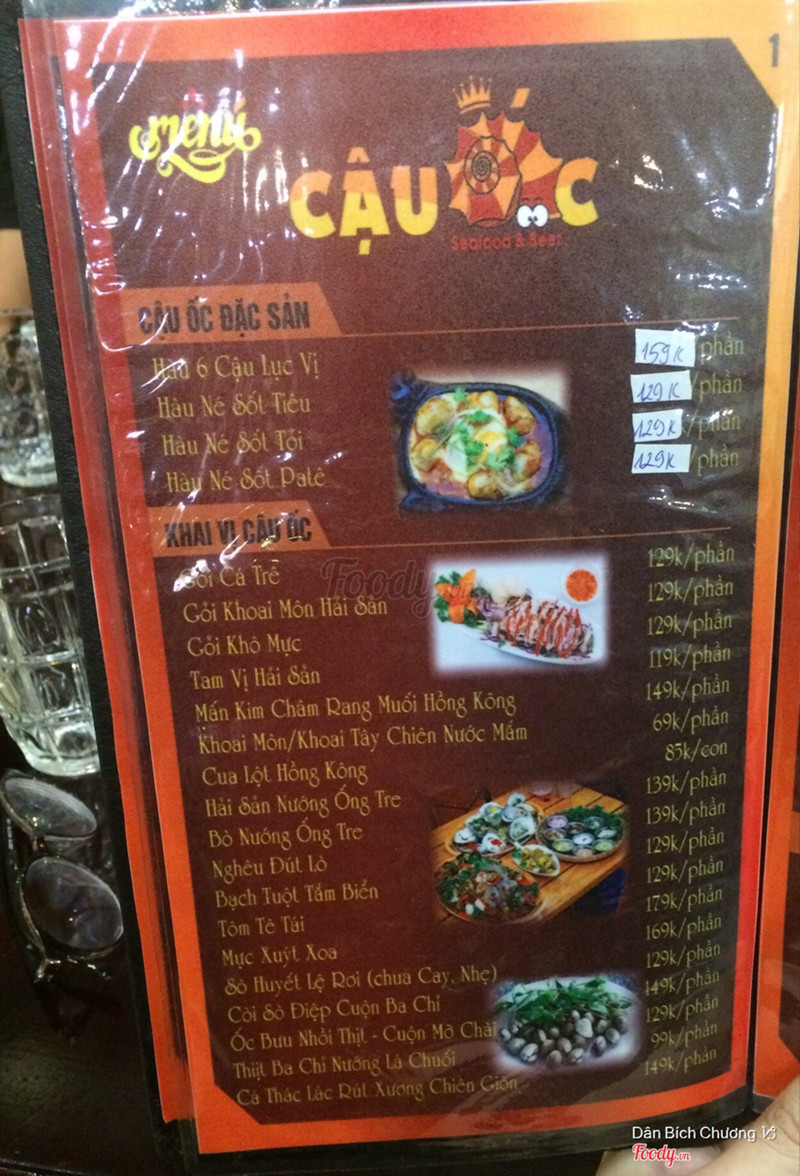 1
menu
CẬU ỐC
Seafood & Beer
CẬU ỐC ĐẶC SẢN
Hàu 6 Cậu Lục Vị 159K /phần
Hàu Né Sốt Tiêu 129K /phần
Hàu Né Sốt Tỏi 129K /phần
Hàu Né Sốt Patê 129K phần
KHAI VỊ CẬU ỐC
Gỏi Cá Trê 129k/phần
Gỏi Khoai Môn Hải Sản 129k/phần
Gỏi Khô Mực 129k/phần
Tam Vị Hải Sản 119k/phần
Mấn Kim Châm Rang Muối Hồng Kông 149k/phần
Khoai Môn/Khoai Tây Chiên Nước Mắm 69k/phần
Cua Lột Hồng Kông 85k/con
Hải Sản Nướng Ống Tre 139k/phần
Bò Nướng Ống Tre 139k/phần
Nghêu Đút Lò 129k/phần
Bạch Tuột Tắm Biển 129k/phần
Tôm Tê Tái 179k/phần
Mực Xuýt Xoa 169k/phần
Sò Huyết Lệ Rơi (chua Cay, Nhẹ) 129k/phần
Còi Sò Điệp Cuộn Ba Chỉ 149k/phần
Ốc Bưu Nhồi Thịt - Cuộn Mỡ Chài 129k/phần
Thịt Ba Chỉ Nướng Lá Chuối 99k/phần
Cá Thác Lác Rút Xương Chiên Giòn 149k/phần
Foody.vn
Dân Bích Chương
Foody.vn